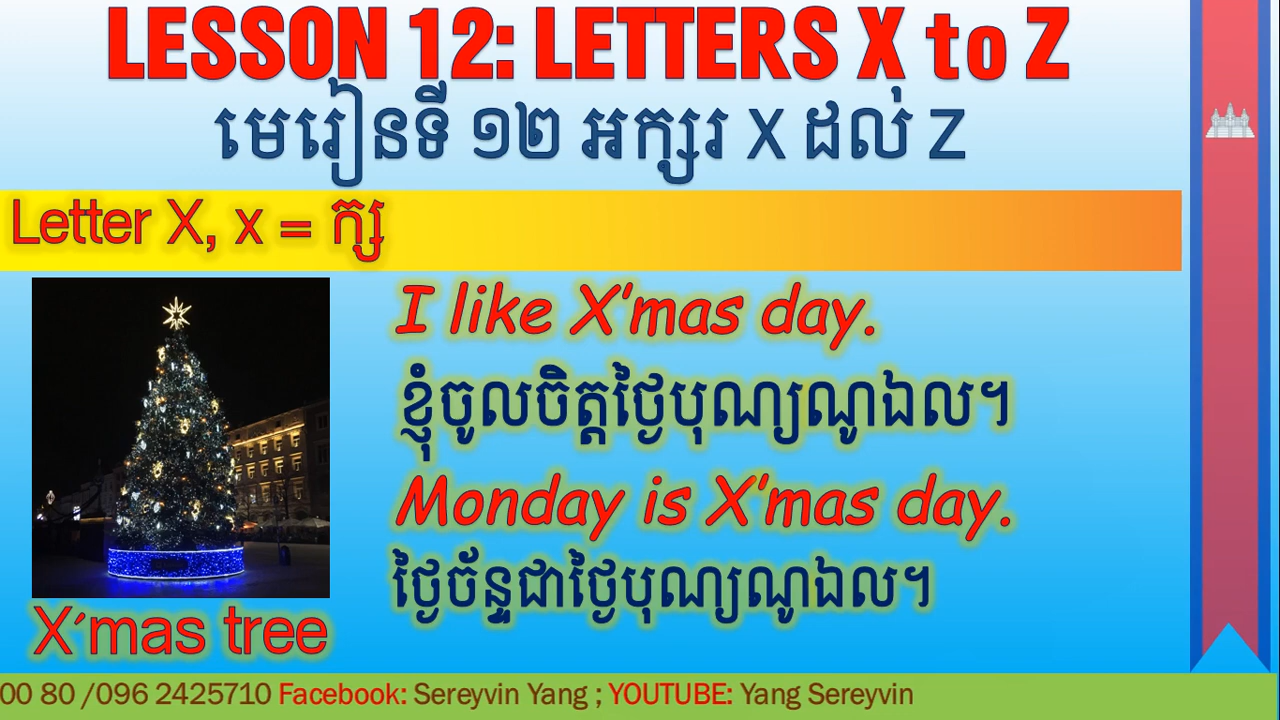 LESSON 12: LETTERS X to Z
មេរៀនទី ១២ អក្សរ X ដល់ Z
Letter X, x = ក្ស
I like X’mas day.
ខ្ញុំចូលចិត្តថ្ងៃបុណ្យណូឯល។
Monday is X’mas day.
ថ្ងៃច័ន្ទជាថ្ងៃបុណ្យណូឯល។
X´mas tree
00 80 /096 2425710 Facebook: Sereyvin Yang ; YOUTUBE: Yang Sereyvin